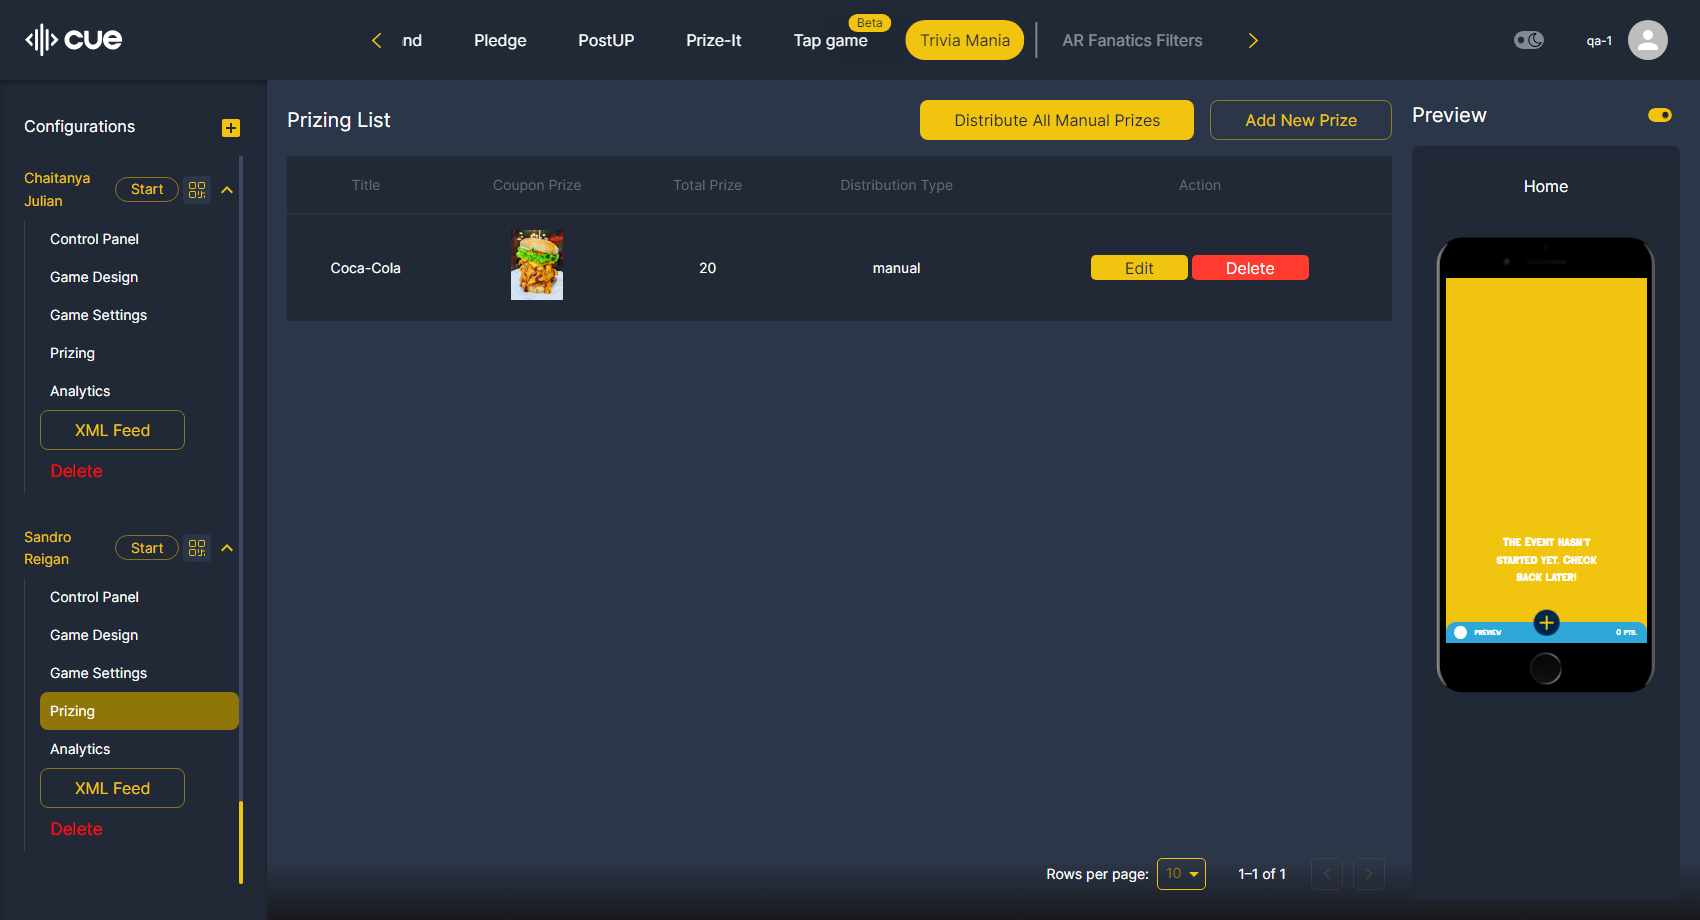 cue
nd
Pledge
PostUP
Prize-It
Tap game
Beta
Trivia Mania
AR Fanatics Filters
qa-1
Configurations
Chaitanya
Julian
Start
Control Panel
Game Design
Game Settings
Prizing
Analytics
XML Feed
Delete
Sandro
Reigan
Start
Control Panel
Game Design
Game Settings
Prizing
Analytics
XML Feed
Delete
Prizing List
Distribute All Manual Prizes
Add New Prize
Title Coupon Prize Total Prize Distribution Type Action
Coca-Cola 20 manual Edit Delete
Rows per page: 10 1–1 of 1
Preview
Home
The Event hasn't
started yet. Check
back later!
PREVIEW
0 PTS.